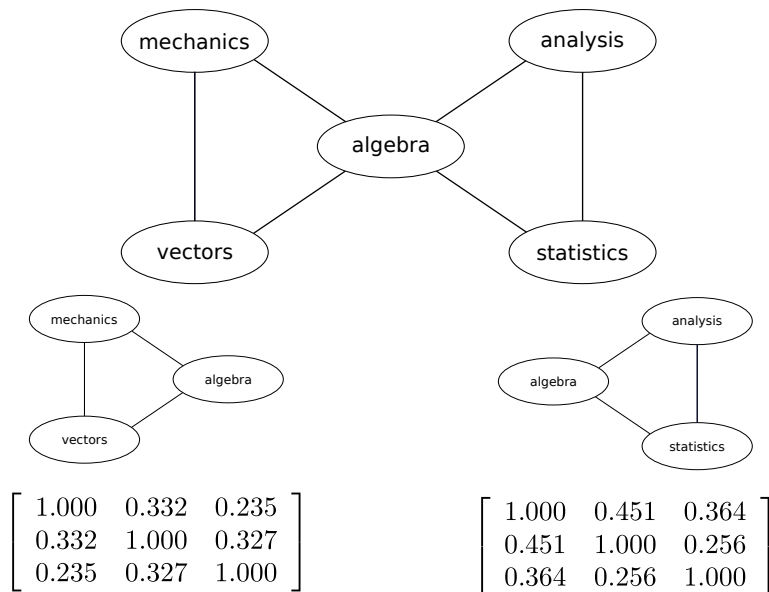 mechanics
analysis
algebra
vectors
statistics
mechanics
analysis
algebra
algebra
vectors
statistics
1.000 0.332 0.235
0.332 1.000 0.327
0.235 0.327 1.000
1.000 0.451 0.364
0.451 1.000 0.256
0.364 0.256 1.000